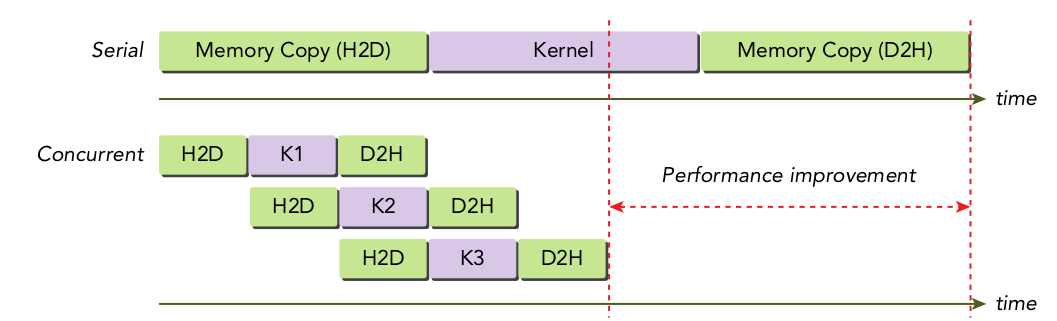 Serial Memory Copy (H2D) Kernel Memory Copy (D2H)
time
Concurrent H2D K1 D2H
Performance improvement
H2D K2 D2H
H2D K3 D2H
time